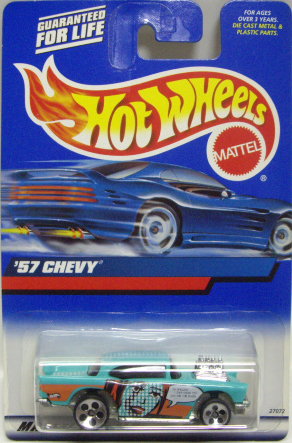 GUARANTEED
FOR LIFE
FOR AGES
OVER 3 YEARS.
DIE CAST METAL &
PLASTIC PARTS.
HOT WHEELS
MATTEL
®
'57 CHEVY
27072